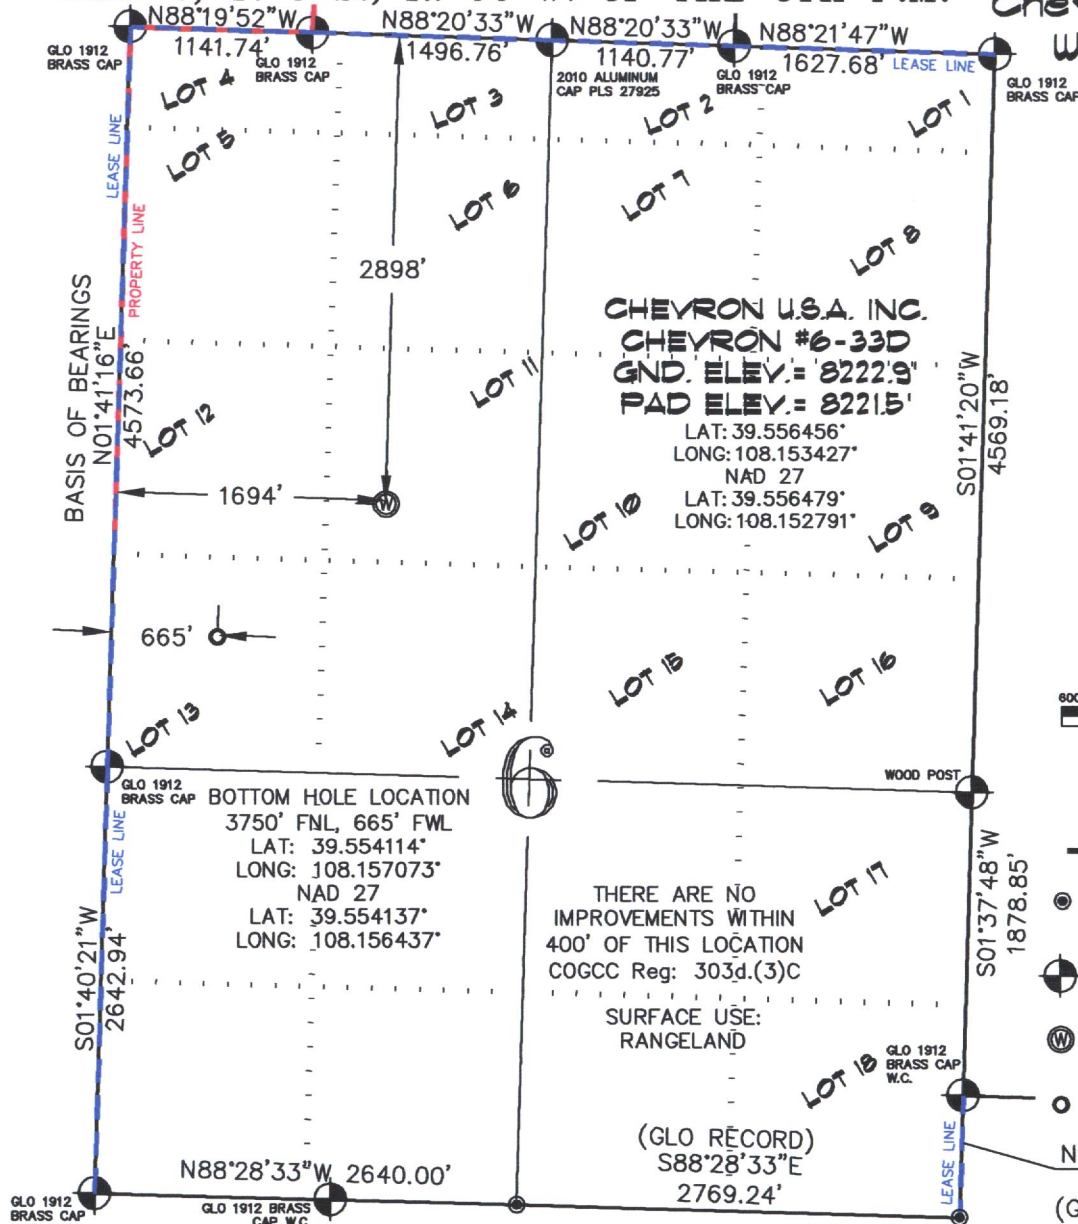 N88°19'52"W
N88°20'33"W
N88°20'33"W
N88°21'47"W
1141.74'
1496.76'
1140.77'
1627.68'
LEASE LINE
GLO 1912
BRASS CAP
GLO 1912
BRASS CAP
2010 ALUMINUM
CAP PLS 27925
GLO 1912
BRASS CAP
GLO 1912
BRASS CAP
LOT 4
LOT 3
LOT 2
LOT 1
LOT 5
LOT 6
LOT 7
LOT 8
LEASE LINE
PROPERTY LINE
2898'
BASIS OF BEARINGS
N01°41'16"E
4573.66'
CHEVRON U.S.A. INC.
CHEVRON #6-33D
GND. ELEV.= 8222.9'
PAD ELEV.= 8221.5'
LAT: 39.556456°
LONG: 108.153427°
NAD 27
LAT: 39.556479°
LONG: 108.152791°
S01°41'20"W
4569.18'
LOT 12
LOT 11
LOT 10
LOT 9
1694'
W
665'
LOT 13
LOT 14
LOT 15
LOT 16
6
GLO 1912
BRASS CAP
WOOD POST
BOTTOM HOLE LOCATION
3750' FNL, 665' FWL
LAT: 39.554114°
LONG: 108.157073°
NAD 27
LAT: 39.554137°
LONG: 108.156437°
LEASE LINE
S01°40'21"W
2642.94'
THERE ARE NO
IMPROVEMENTS WITHIN
400' OF THIS LOCATION
COGCC Reg: 303d.(3)C
SURFACE USE:
RANGELAND
LOT 17
S01°37'48"W
1878.85'
W
LOT 18
GLO 1912
BRASS CAP
W.C.
LEASE LINE
N
(G
(GLO RECORD)
S88°28'33"E
2769.24'
N88°28'33"W 2640.00'
GLO 1912
BRASS CAP
GLO 1912 BRASS
CAP W.C.